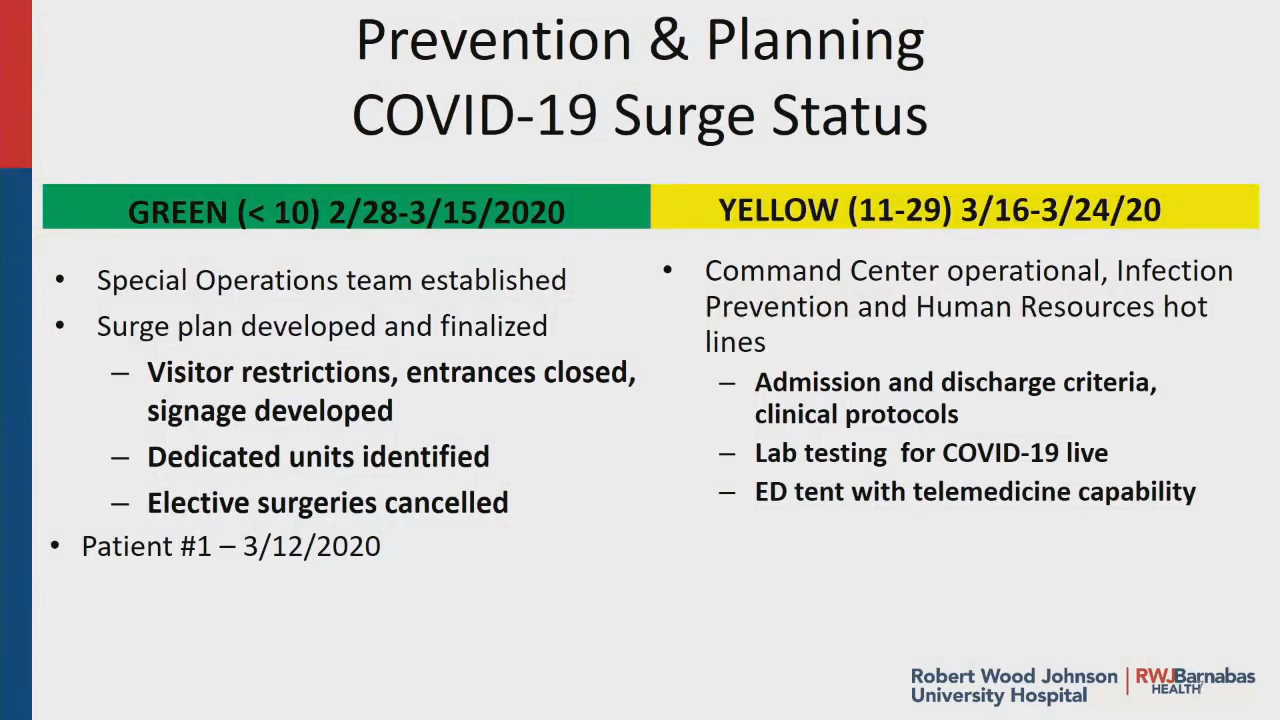 Prevention & Planning
COVID-19 Surge Status
GREEN (< 10) 2/28-3/15/2020
• Special Operations team established
• Surge plan developed and finalized
– Visitor restrictions, entrances closed,
signage developed
– Dedicated units identified
– Elective surgeries cancelled
• Patient #1 – 3/12/2020
YELLOW (11-29) 3/16-3/24/20
• Command Center operational, Infection
Prevention and Human Resources hot
lines
– Admission and discharge criteria,
clinical protocols
– Lab testing  for COVID-19 live
– ED tent with telemedicine capability
Robert Wood Johnson
University Hospital
RWJBarnabas
HEALTH